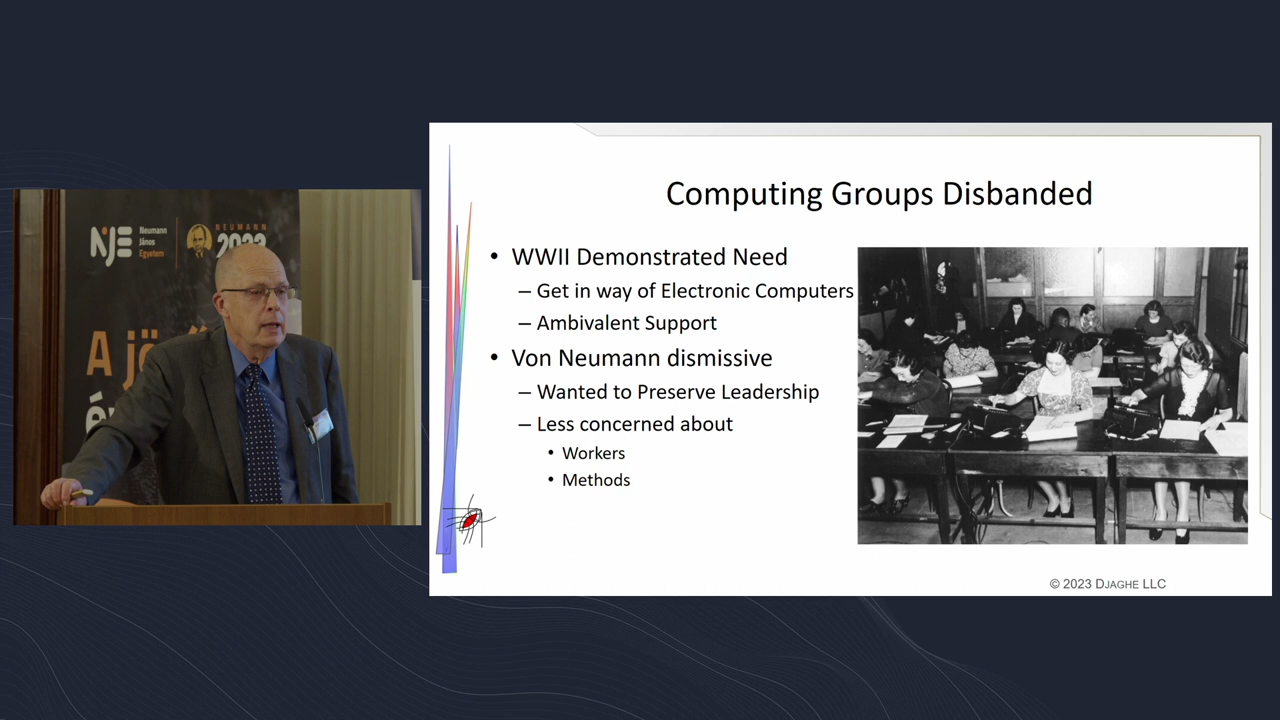 NJE
Neumann
János
Egyetem
NEUMANN
2023
A jö
Computing Groups Disbanded
• WWII Demonstrated Need
– Get in way of Electronic Computers
– Ambivalent Support
• Von Neumann dismissive
– Wanted to Preserve Leadership
– Less concerned about
• Workers
• Methods
© 2023 DJAGHE LLC